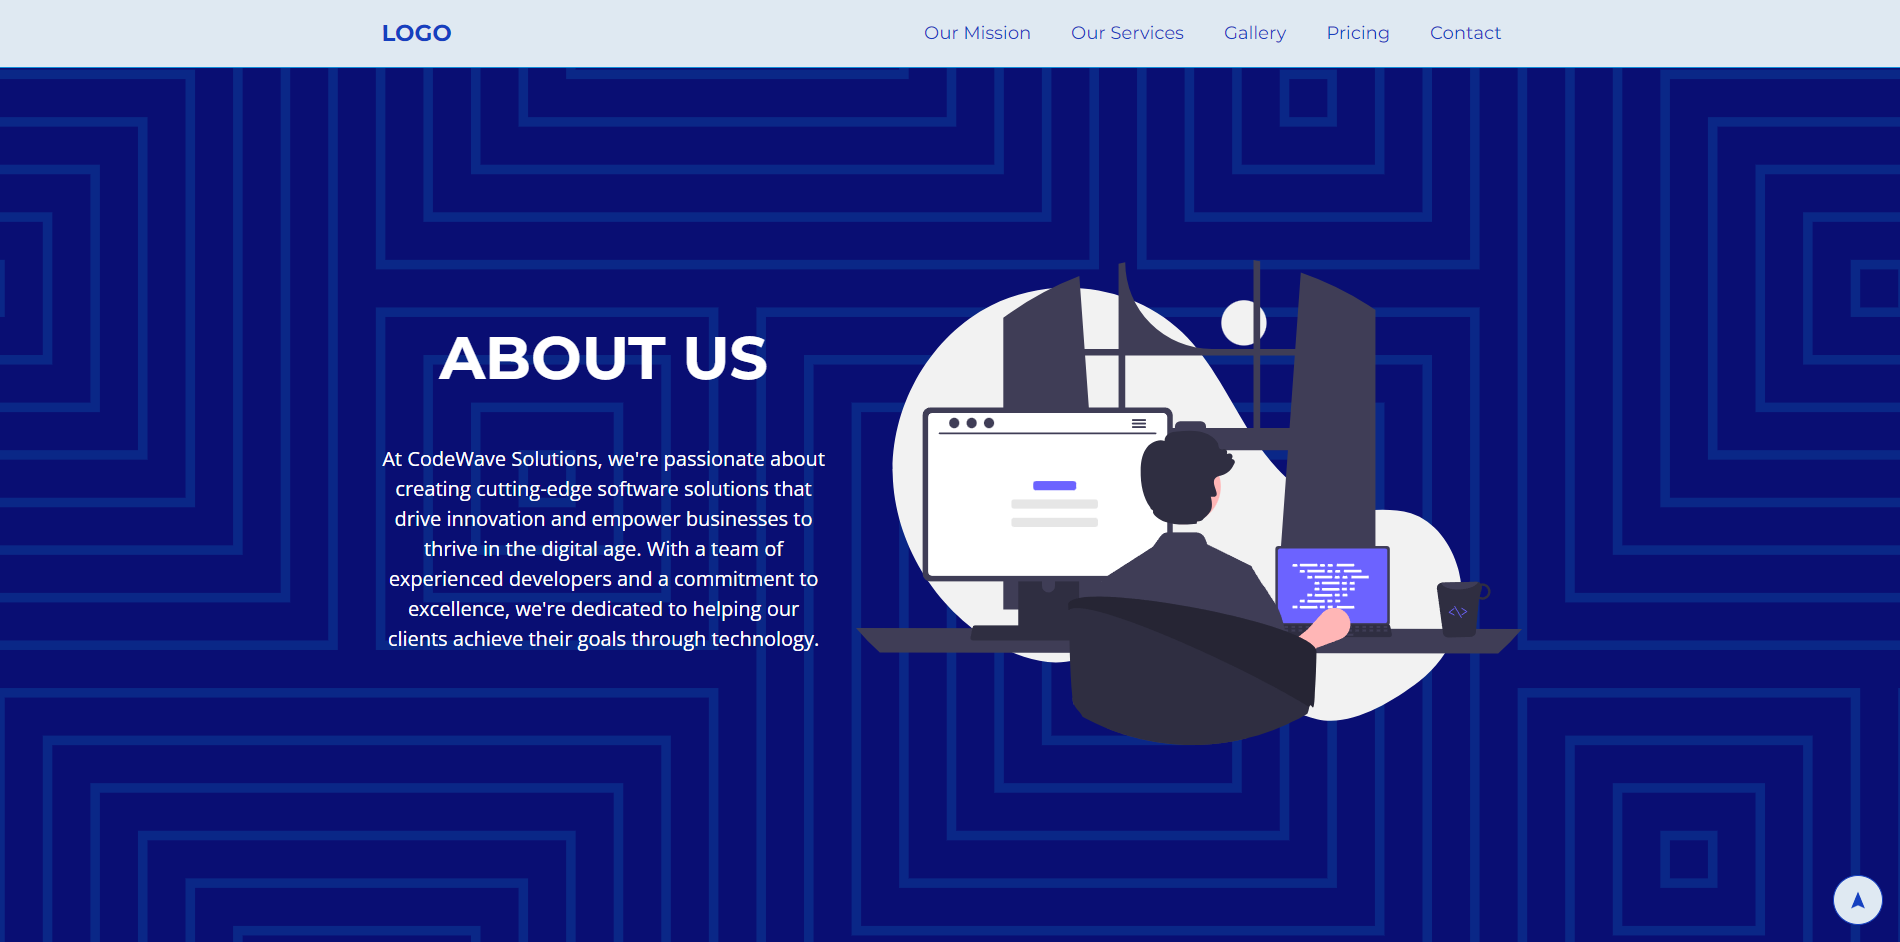 LOGO
Our Mission
Our Services
Gallery
Pricing
Contact
ABOUT US
At CodeWave Solutions, we're passionate about
creating cutting-edge software solutions that
drive innovation and empower businesses to
thrive in the digital age. With a team of
experienced developers and a commitment to
excellence, we're dedicated to helping our
clients achieve their goals through technology.
<\>